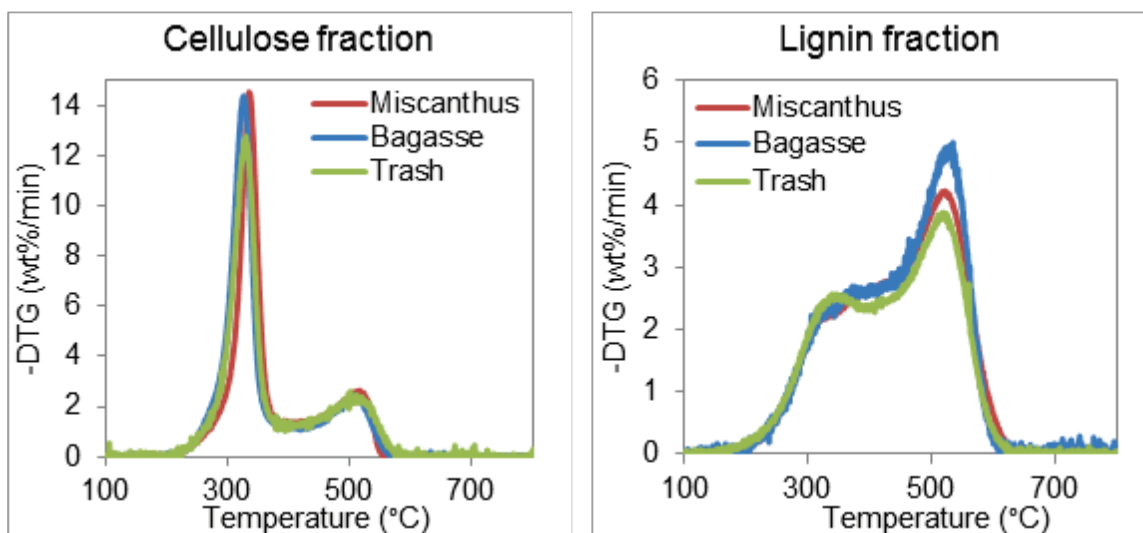 Cellulose fraction
14
12
10
8
6
4
2
0
-DTG (wt%/min)
Miscanthus
Bagasse
Trash
100 300 500 700
Temperature (°C)
Lignin fraction
6
5
4
3
2
1
0
-DTG (wt%/min)
Miscanthus
Bagasse
Trash
100 300 500 700
Temperature (°C)